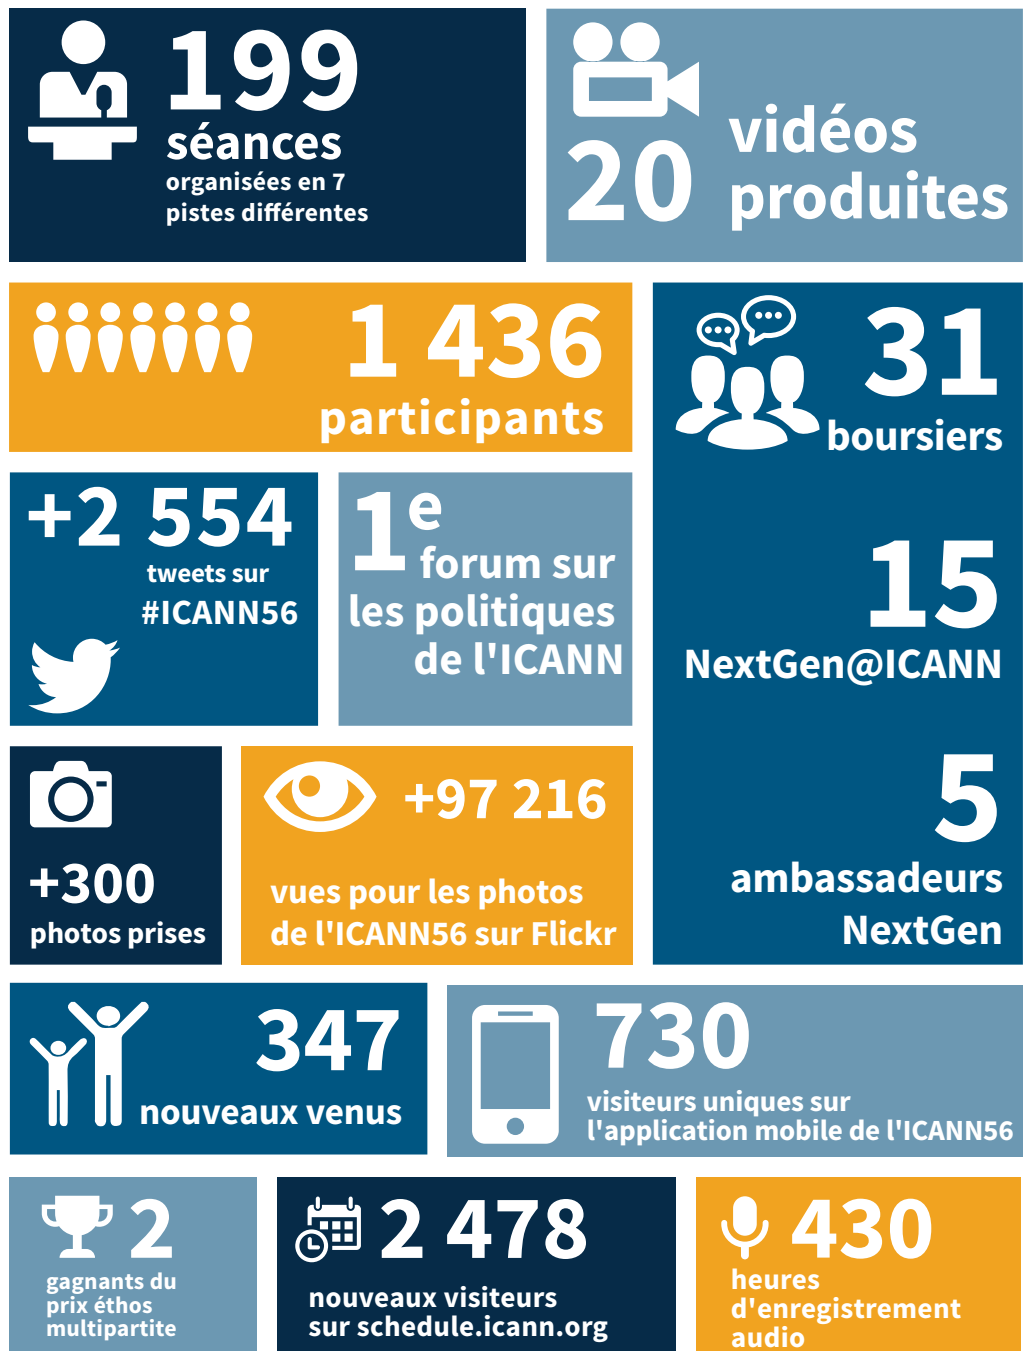 199
séances
organisées en 7
pistes différentes
20
vidéos
produites
1 436
participants
31
boursiers
15
NextGen@ICANN
5
ambassadeurs
NextGen
+2 554
tweets sur
#ICANN56
1e
forum sur
les politiques
de l'ICANN
+300
photos prises
+97 216
vues pour les photos
de l'ICANN56 sur Flickr
347
nouveaux venus
730
visiteurs uniques sur
l'application mobile de l'ICANN56
2
gagnants du
prix éthos
multipartite
2 478
nouveaux visiteurs
sur schedule.icann.org
430
heures
d'enregistrement
audio